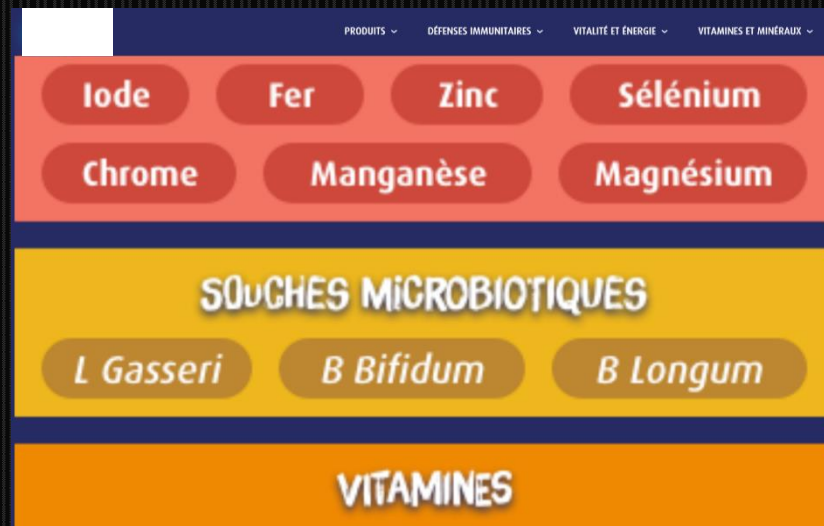 PRODUITS DÉFENSES IMMUNITAIRES VITALITÉ ET ÉNERGIE VITAMINES ET MINÉRAUX
Iode Fer Zinc Sélénium
Chrome Manganèse Magnésium
SOUCHES MICROBIOTIQUES
L Gasseri B Bifidum B Longum
VITAMINES